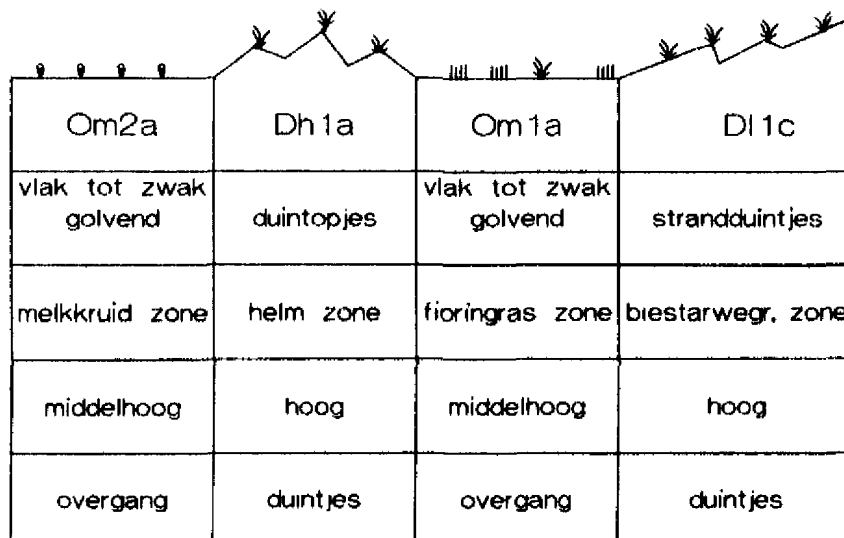 Om2a Dh1a Om1a Dl1c
vlak tot zwak golvend duintopjes vlak tot zwak golvend strandduintjes
melkkruid zone helm zone fioringras zone biestarwegr. zone
middelhoog hoog middelhoog hoog
overgang duintjes overgang duintjes